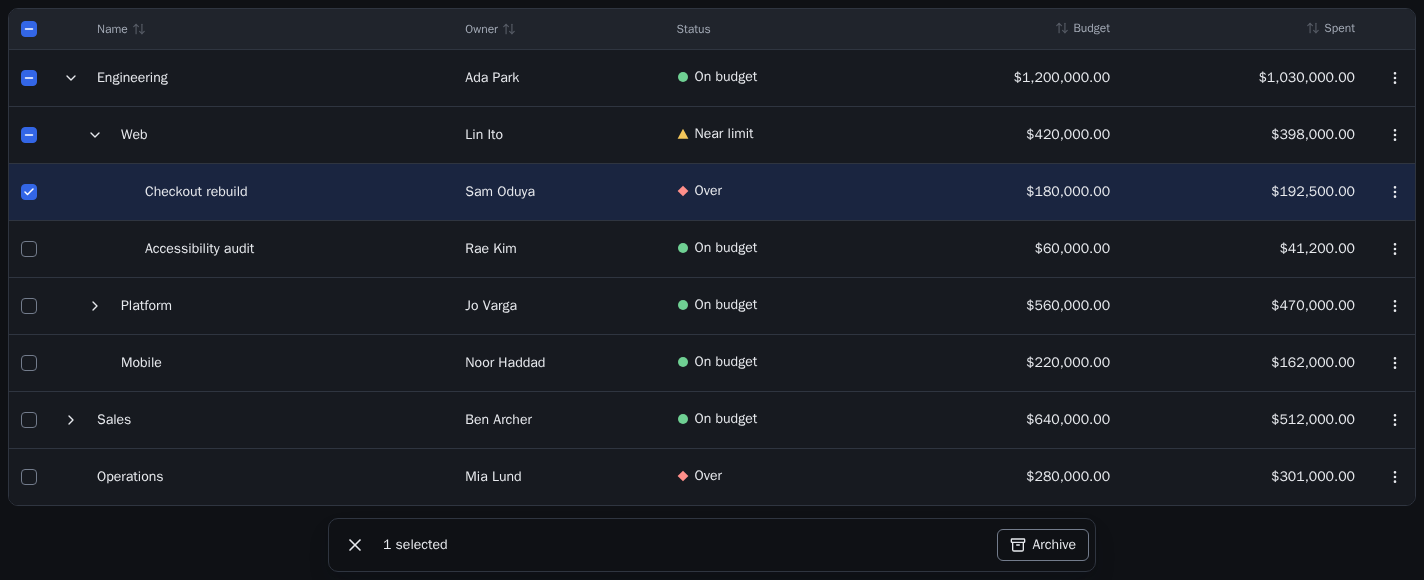 Name Owner Status Budget Spent
Engineering Ada Park On budget $1,200,000.00 $1,030,000.00
Web Lin Ito Near limit $420,000.00 $398,000.00
Checkout rebuild Sam Oduya Over $180,000.00 $192,500.00
Accessibility audit Rae Kim On budget $60,000.00 $41,200.00
Platform Jo Varga On budget $560,000.00 $470,000.00
Mobile Noor Haddad On budget $220,000.00 $162,000.00
Sales Ben Archer On budget $640,000.00 $512,000.00
Operations Mia Lund Over $280,000.00 $301,000.00
1 selected Archive